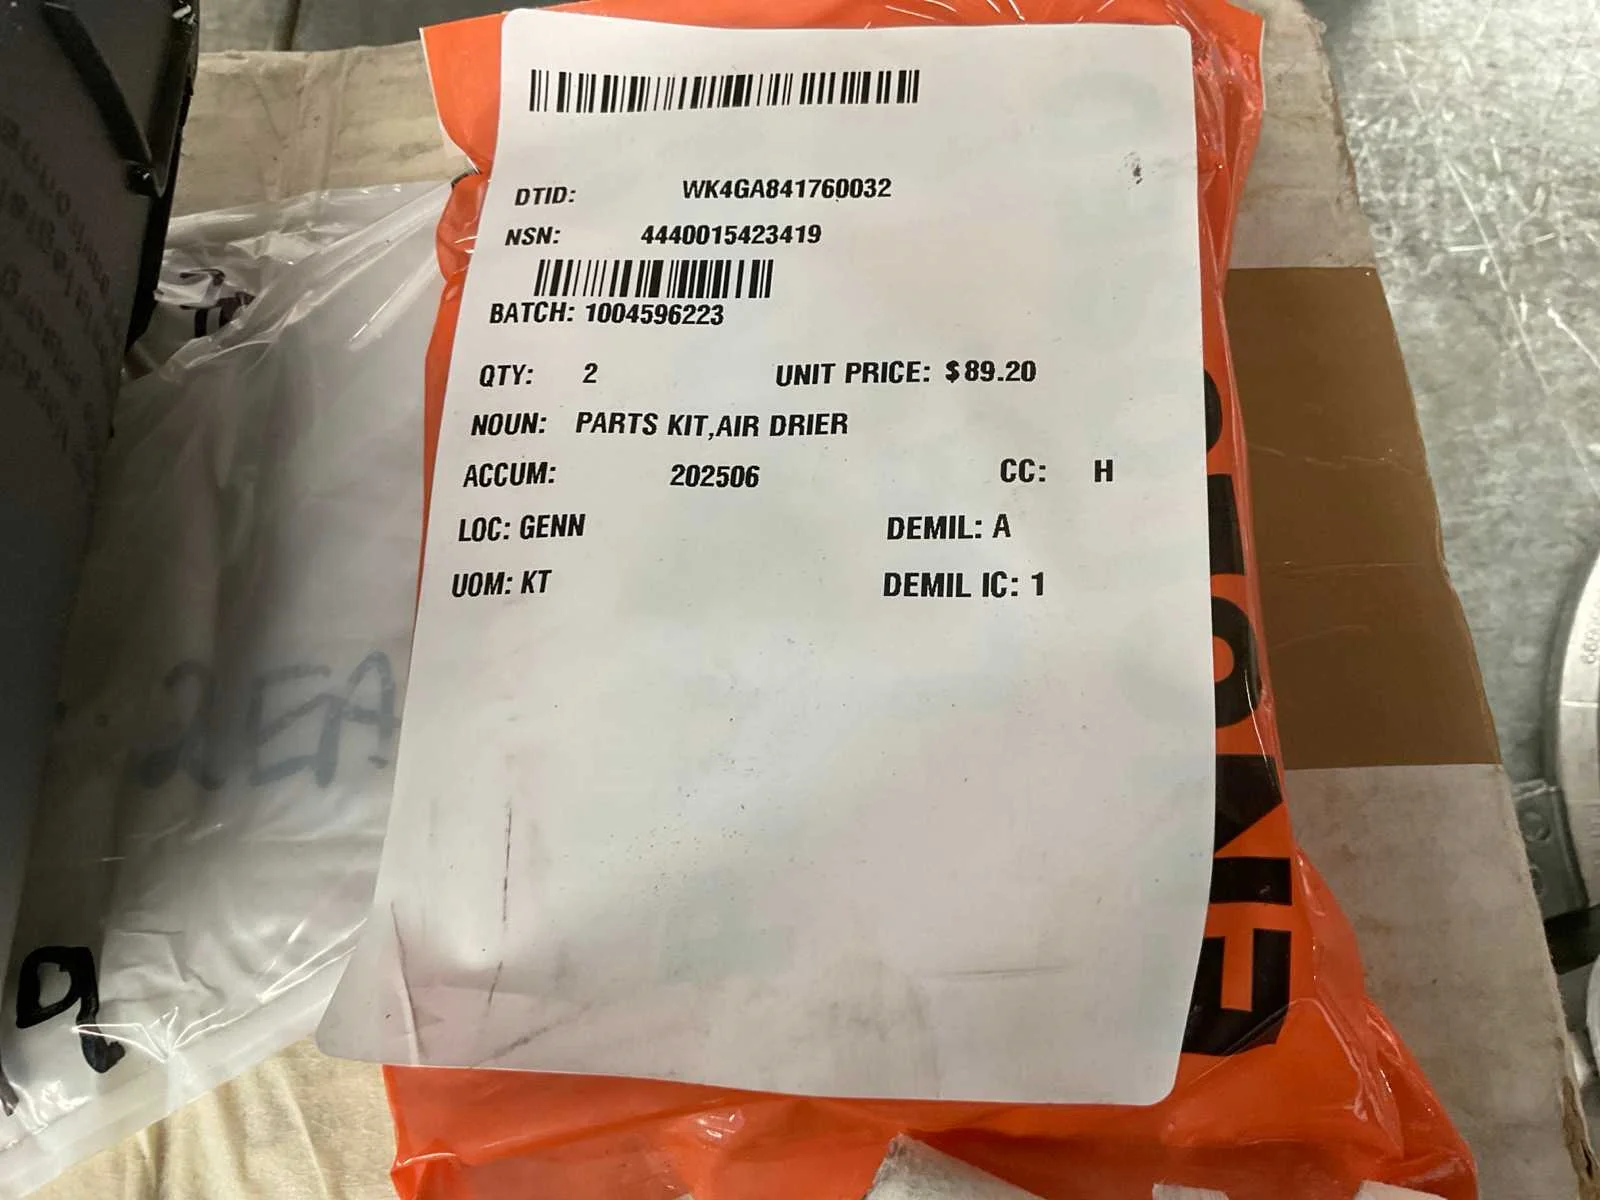 DTID: WK4GA841760032
NSN: 4440015423419
BATCH: 1004596223
QTY: 2 UNIT PRICE: $89.20
NOUN: PARTS KIT,AIR DRIER
ACCUM: 202506 CC: H
LOC: GENN DEMIL: A
UOM: KT DEMIL IC: 1